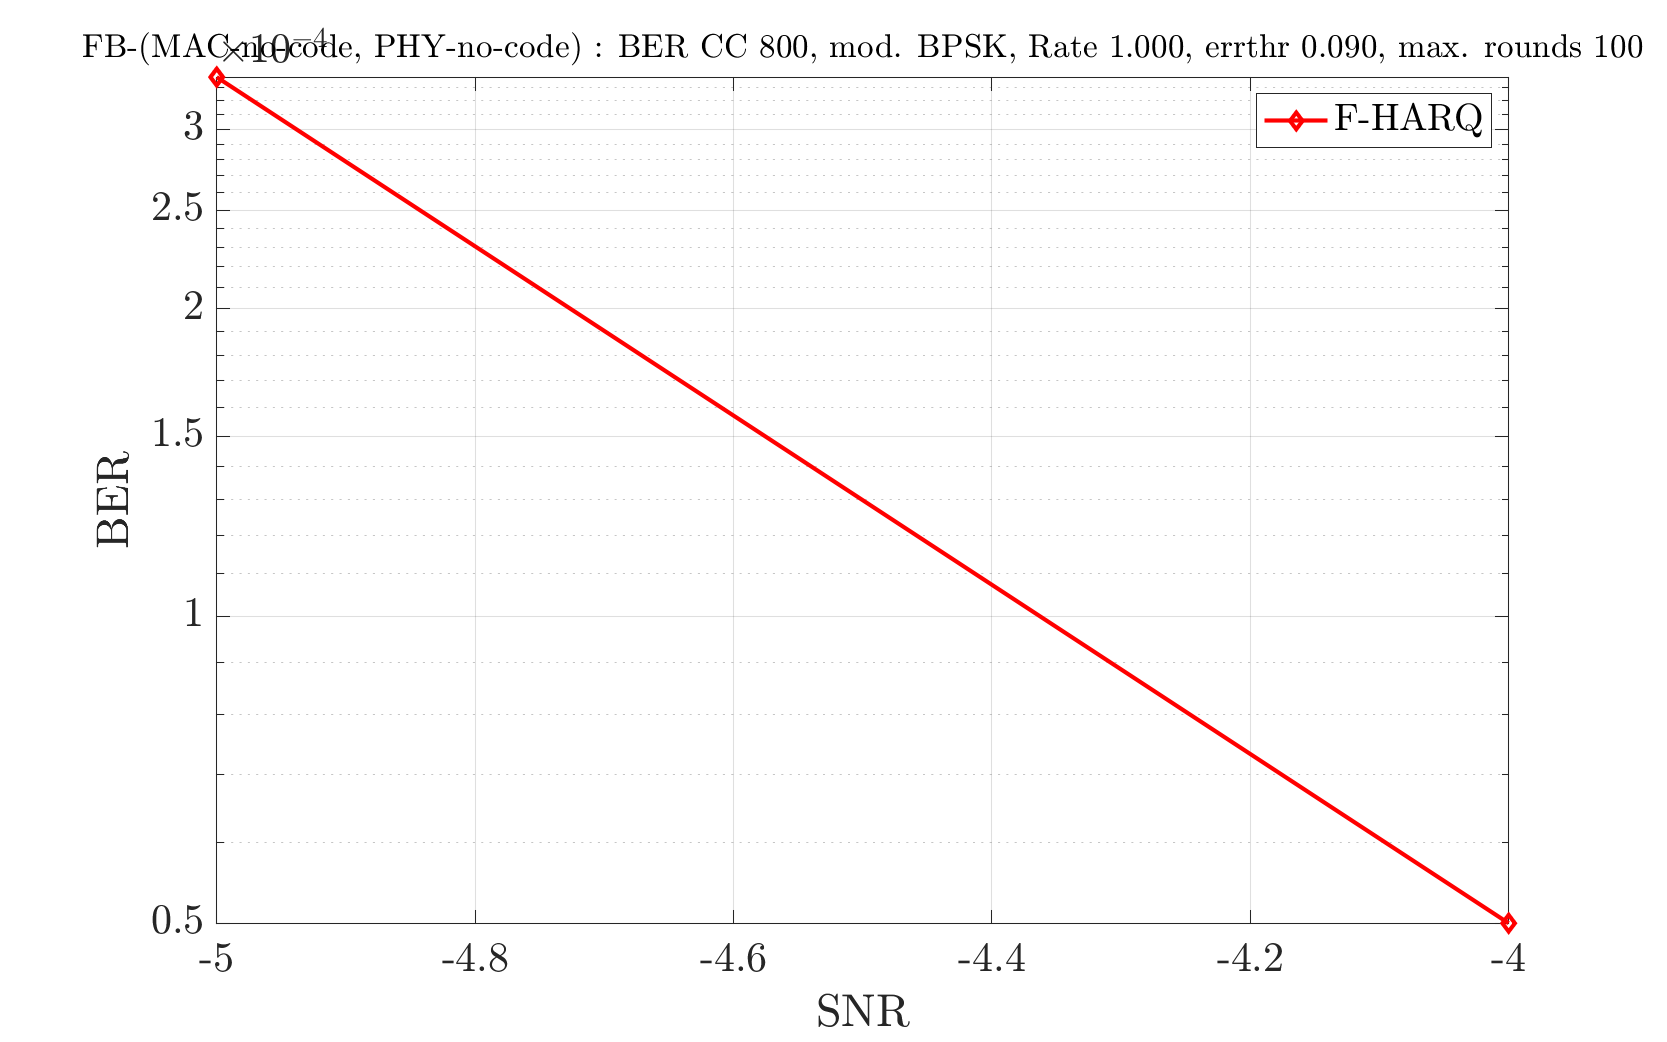 FB-(MAC-no-code, PHY-no-code) : BER CC 800, mod. BPSK, Rate 1.000, errthr 0.090, max. rounds 100
×10⁻⁴
F-HARQ
3
2.5
2
1.5
1
0.5
BER
-5 -4.8 -4.6 -4.4 -4.2 -4
SNR